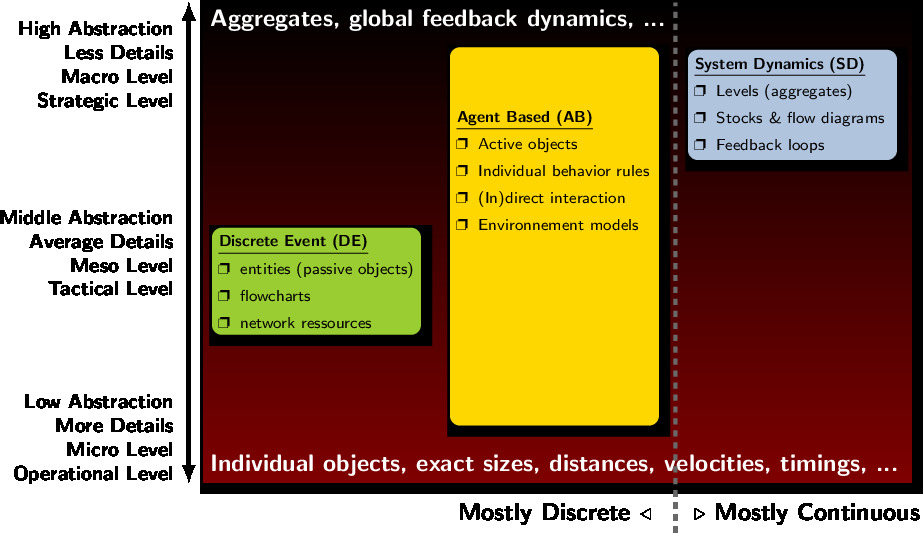 High Abstraction
Less Details
Macro Level
Strategic Level
Middle Abstraction
Average Details
Meso Level
Tactical Level
Low Abstraction
More Details
Micro Level
Operational Level
Aggregates, global feedback dynamics, ...
Discrete Event (DE)
❐ entities (passive objects)
❐ flowcharts
❐ network ressources
Agent Based (AB)
❐ Active objects
❐ Individual behavior rules
❐ (In)direct interaction
❐ Environnement models
System Dynamics (SD)
❐ Levels (aggregates)
❐ Stocks & flow diagrams
❐ Feedback loops
Individual objects, exact sizes, distances, velocities, timings, ...
Mostly Discrete ◁
▷ Mostly Continuous